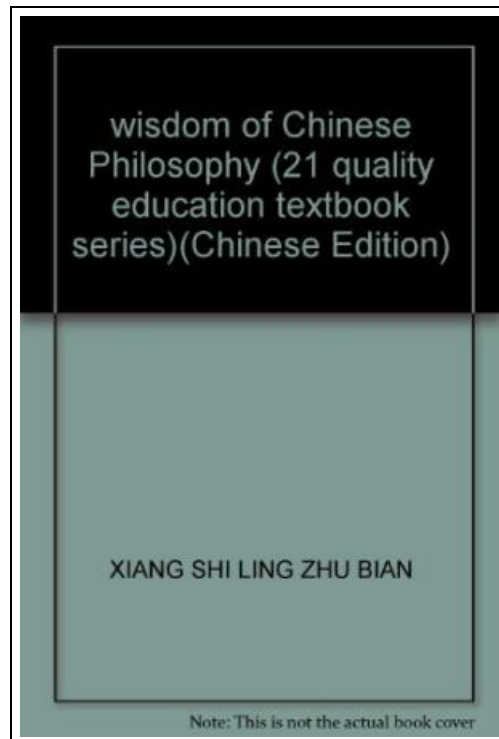 wisdom of Chinese
Philosophy (21 quality
education textbook
series)(Chinese Edition)
XIANG SHI LING ZHU BIAN
Note: This is not the actual book cover